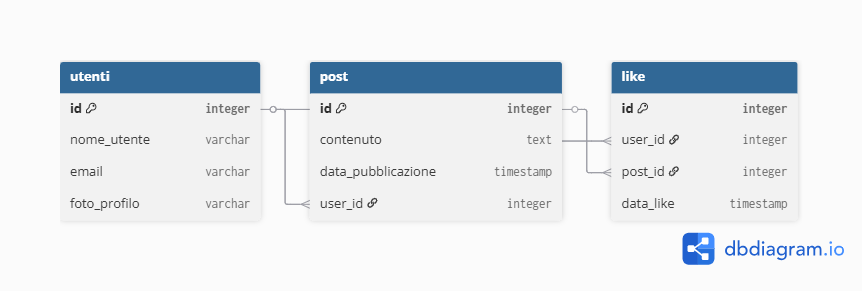 utenti
id integer
nome_utente varchar
email varchar
foto_profilo varchar
post
id integer
contenuto text
data_pubblicazione timestamp
user_id integer
like
id integer
user_id integer
post_id integer
data_like timestamp
dbdiagram.io